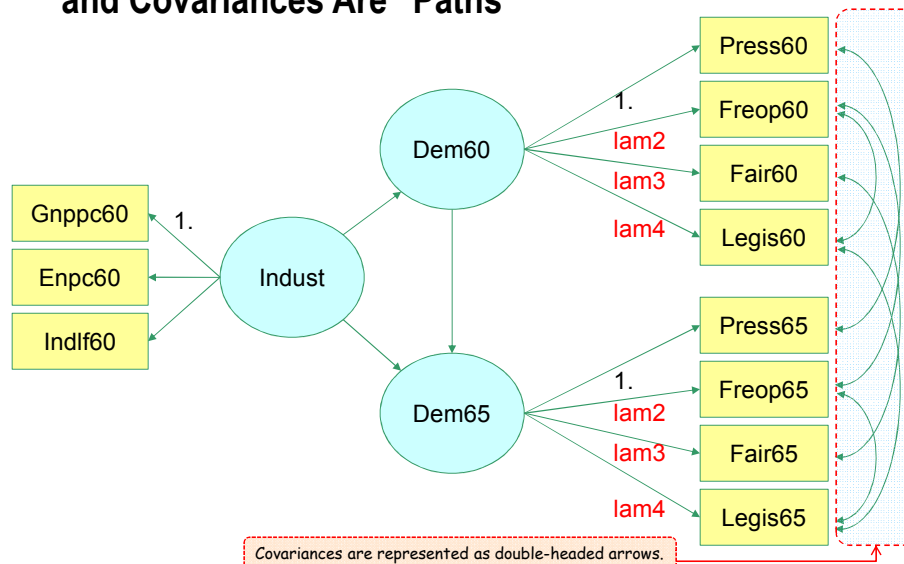 and Covariances Are "Paths"
Press60
1.
Freop60
Dem60
lam2
lam3
Fair60
Gnppc60
1.
lam4
Legis60
Enpc60
Indust
Press65
IndIf60
1.
Freop65
Dem65
lam2
lam3
Fair65
lam4
Legis65
Covariances are represented as double-headed arrows.